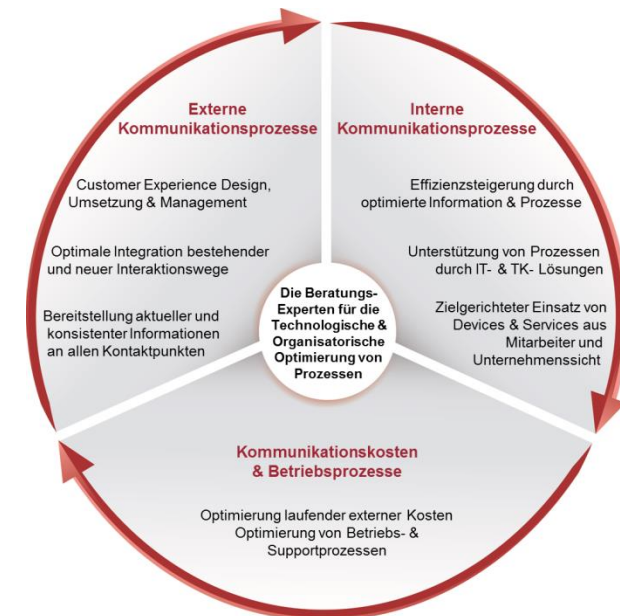 Externe
Kommunikationsprozesse
Customer Experience Design,
Umsetzung & Management
Optimale Integration bestehender
und neuer Interaktionswege
Bereitstellung aktueller und
konsistenter Informationen
an allen Kontaktpunkten
Interne
Kommunikationsprozesse
Effizienzsteigerung durch
optimierte Information & Prozesse
Unterstützung von Prozessen
durch IT- & TK- Lösungen
Zielgerichteter Einsatz von
Devices & Services aus
Mitarbeiter und
Unternehmenssicht
Die Beratungs-
Experten für die
Technologische &
Organisatorische
Optimierung von
Prozessen
Kommunikationskosten
& Betriebsprozesse
Optimierung laufender externer Kosten
Optimierung von Betriebs- &
Supportprozessen